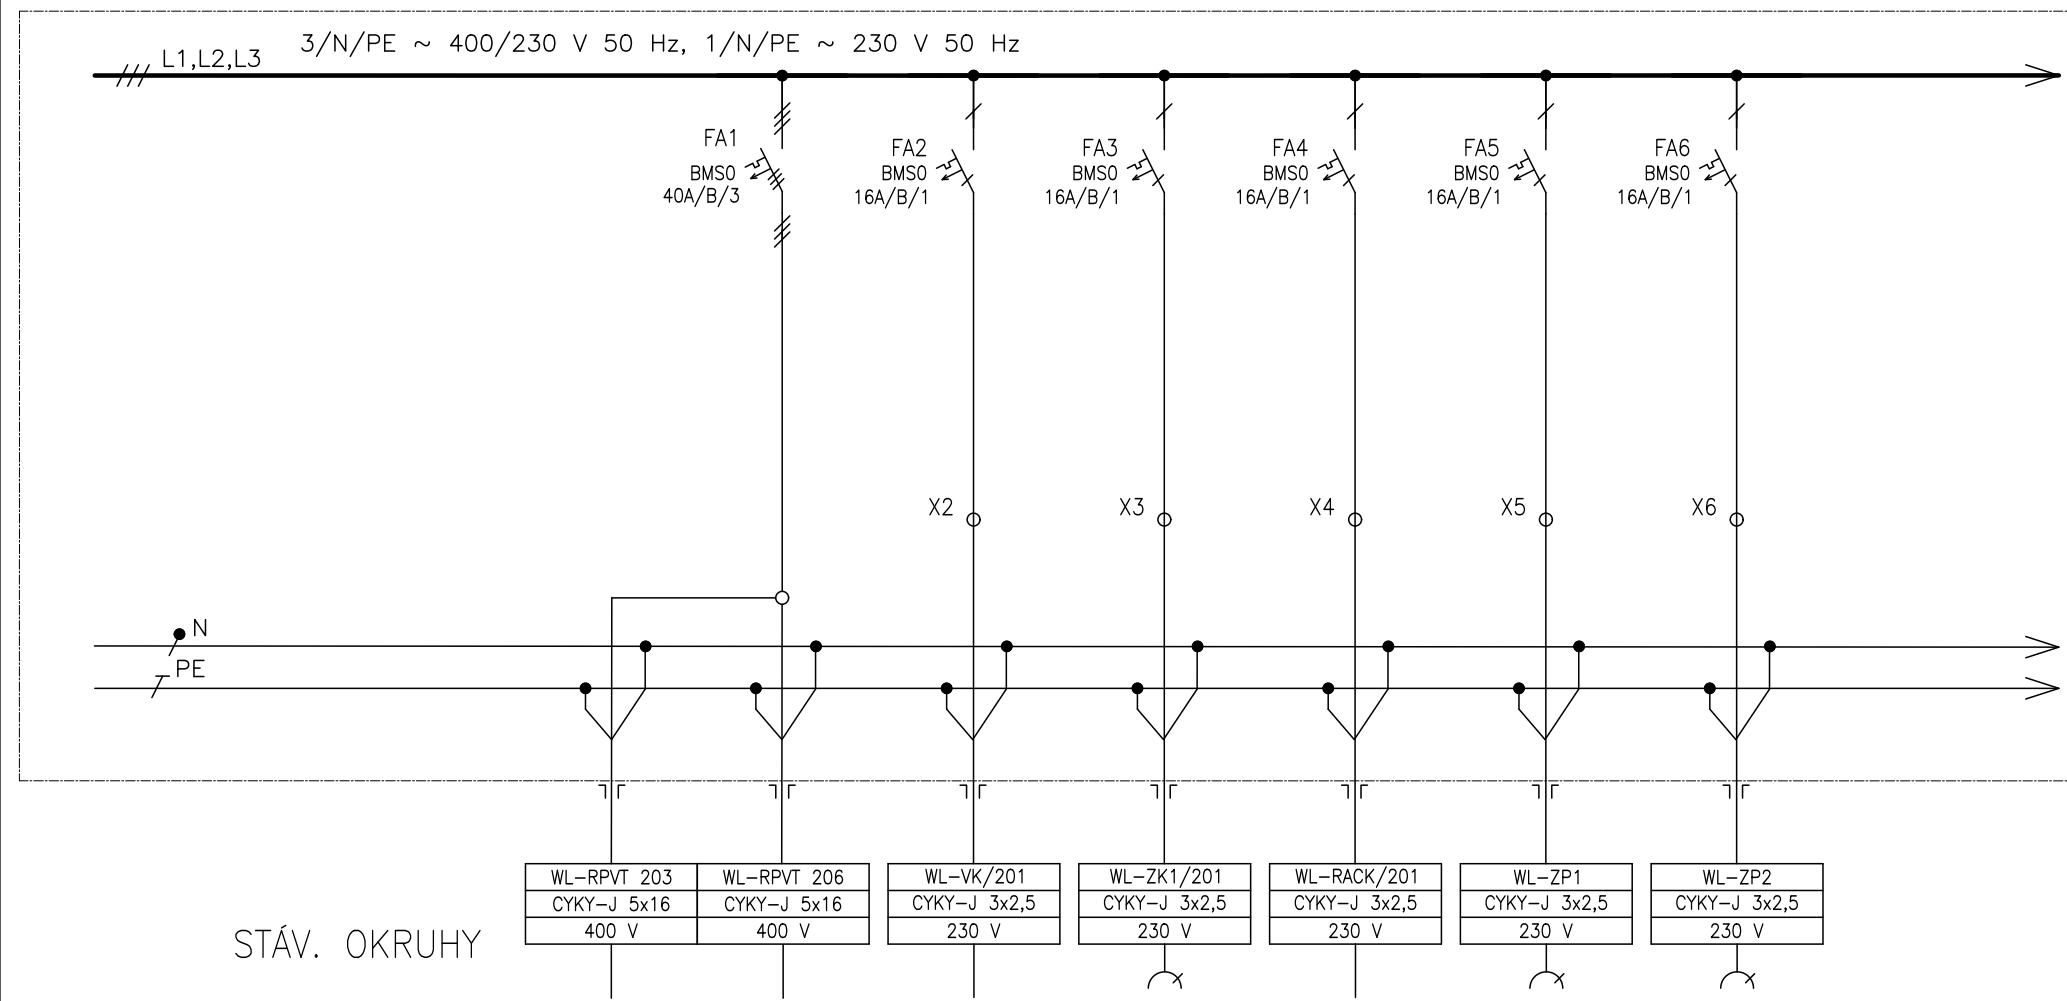 3/N/PE ~ 400/230 V 50 Hz, 1/N/PE ~ 230 V 50 Hz
L1,L2,L3
FA1
BMS0
40A/B/3
FA2
BMS0
16A/B/1
FA3
BMS0
16A/B/1
FA4
BMS0
16A/B/1
FA5
BMS0
16A/B/1
FA6
BMS0
16A/B/1
X2
X3
X4
X5
X6
N
PE
STÁV. OKRUHY
WL-RPVT 203
CYKY-J 5x16
400 V
WL-RPVT 206
CYKY-J 5x16
400 V
WL-VK/201
CYKY-J 3x2,5
230 V
WL-ZK1/201
CYKY-J 3x2,5
230 V
WL-RACK/201
CYKY-J 3x2,5
230 V
WL-ZP1
CYKY-J 3x2,5
230 V
WL-ZP2
CYKY-J 3x2,5
230 V